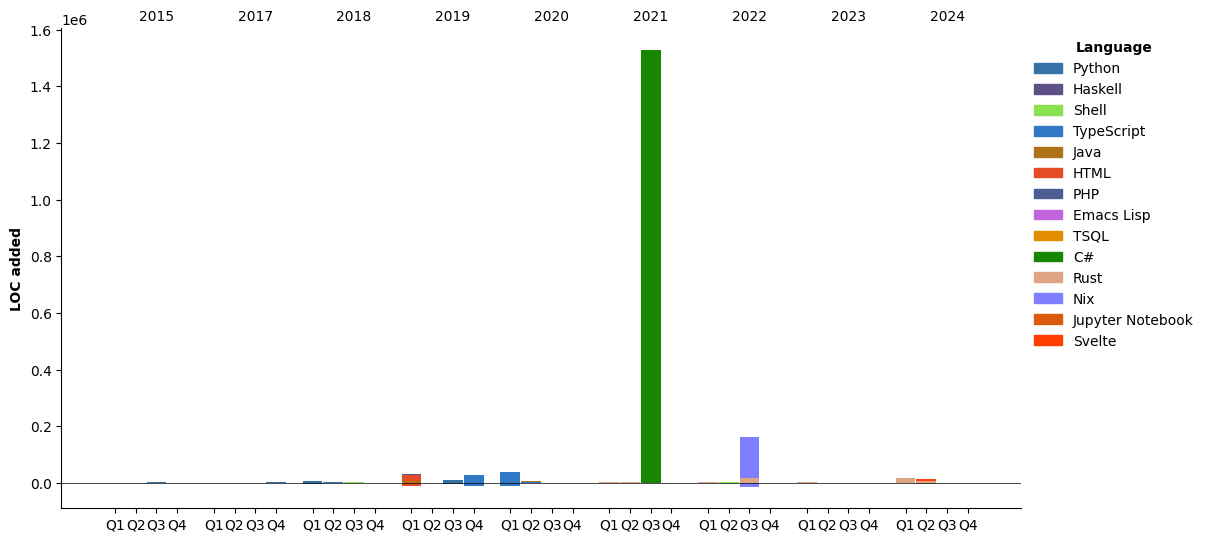 2015 2017 2018 2019 2020 2021 2022 2023 2024
1e6
1.6
1.4
1.2
1.0
0.8
0.6
0.4
0.2
0.0
LOC added
Q1 Q2 Q3 Q4 Q1 Q2 Q3 Q4 Q1 Q2 Q3 Q4 Q1 Q2 Q3 Q4 Q1 Q2 Q3 Q4 Q1 Q2 Q3 Q4 Q1 Q2 Q3 Q4 Q1 Q2 Q3 Q4 Q1 Q2 Q3 Q4
Language
Python
Haskell
Shell
TypeScript
Java
HTML
PHP
Emacs Lisp
TSQL
C#
Rust
Nix
Jupyter Notebook
Svelte